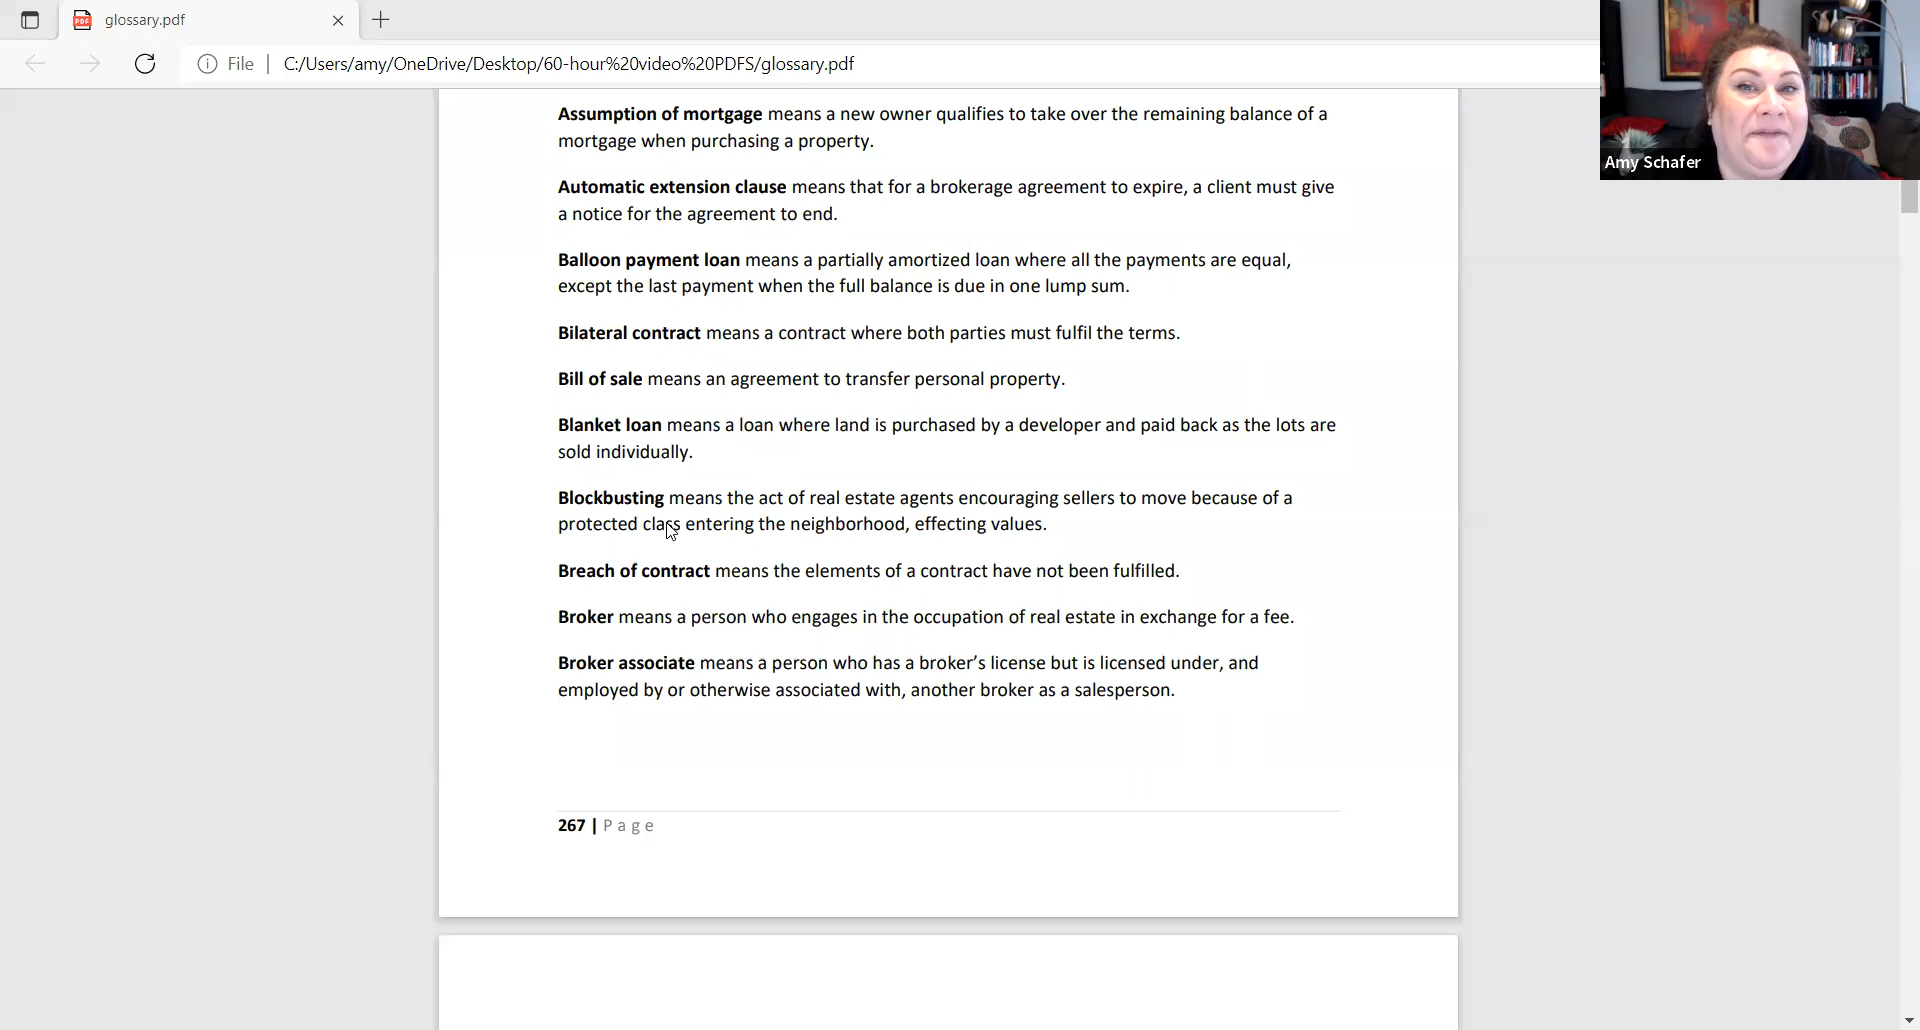 glossary.pdf
File | C:/Users/amy/OneDrive/Desktop/60-hour%20video%20PDFS/glossary.pdf
Amy Schafer
Assumption of mortgage means a new owner qualifies to take over the remaining balance of a
mortgage when purchasing a property.
Automatic extension clause means that for a brokerage agreement to expire, a client must give
a notice for the agreement to end.
Balloon payment loan means a partially amortized loan where all the payments are equal,
except the last payment when the full balance is due in one lump sum.
Bilateral contract means a contract where both parties must fulfil the terms.
Bill of sale means an agreement to transfer personal property.
Blanket loan means a loan where land is purchased by a developer and paid back as the lots are
sold individually.
Blockbusting means the act of real estate agents encouraging sellers to move because of a
protected class entering the neighborhood, effecting values.
Breach of contract means the elements of a contract have not been fulfilled.
Broker means a person who engages in the occupation of real estate in exchange for a fee.
Broker associate means a person who has a broker’s license but is licensed under, and
employed by or otherwise associated with, another broker as a salesperson.
267 | Page